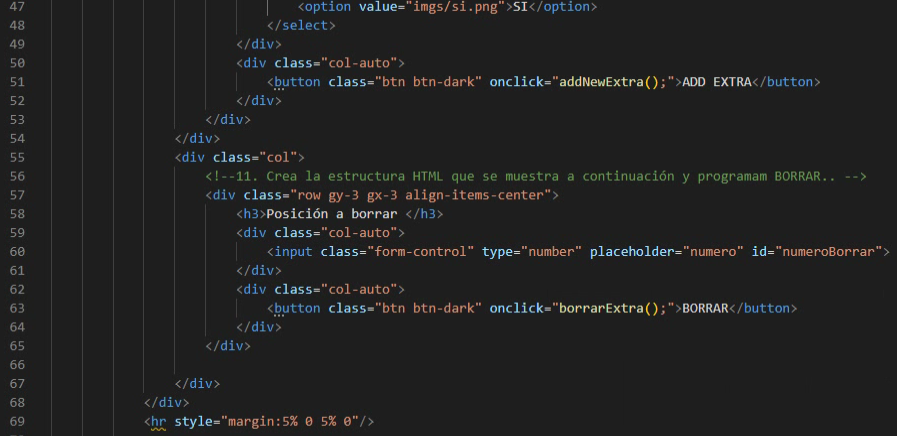 47 <option value="imgs/si.png">SI</option>
48 </select>
49 </div>
50 <div class="col-auto">
51 <button class="btn btn-dark" onclick="addNewExtra();">ADD EXTRA</button>
52 </div>
53 </div>
54 </div>
55 <div class="col">
56 <!--11. Crea la estructura HTML que se muestra a continuación y programam BORRAR.. -->
57 <div class="row gy-3 gx-3 align-items-center">
58 <h3>Posición a borrar </h3>
59 <div class="col-auto">
60 <input class="form-control" type="number" placeholder="numero" id="numeroBorrar">
61 </div>
62 <div class="col-auto">
63 <button class="btn btn-dark" onclick="borrarExtra();">BORRAR</button>
64 </div>
65 </div>
66
67 </div>
68 </div>
69 <hr style="margin:5% 0 5% 0"/>